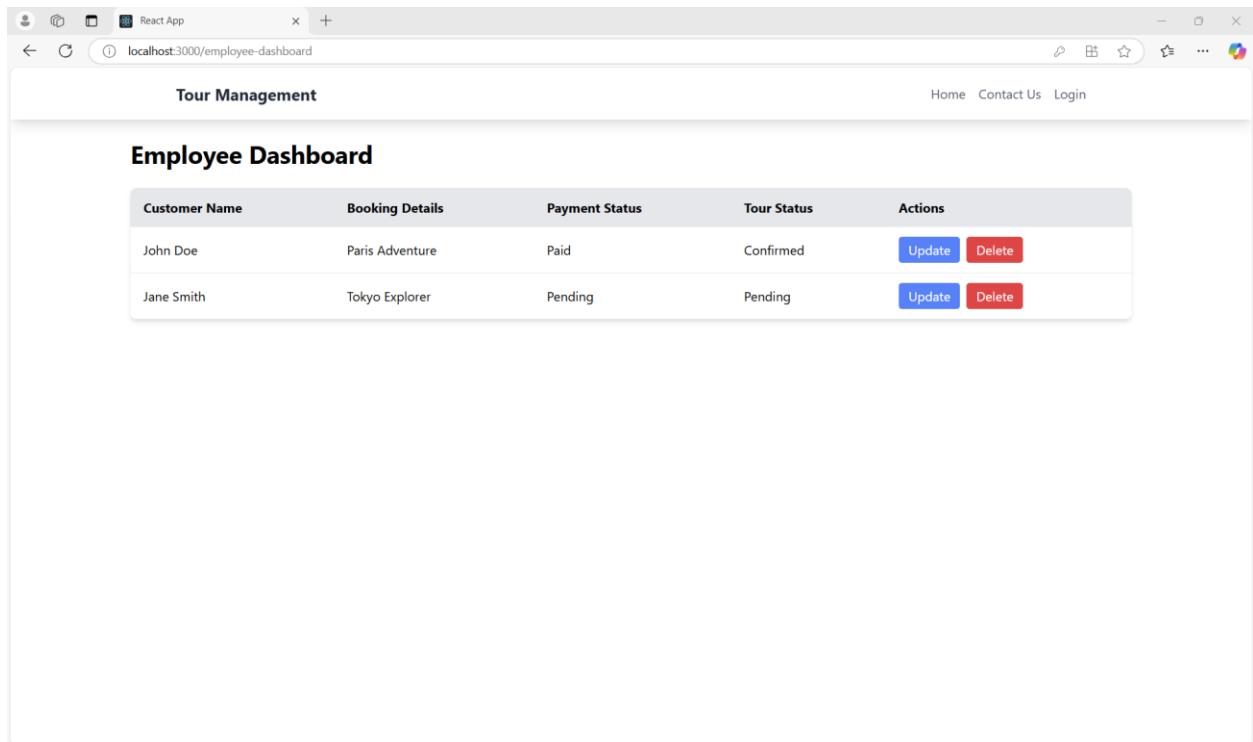 React App
localhost:3000/employee-dashboard
Tour Management Home Contact Us Login
Employee Dashboard
Customer Name Booking Details Payment Status Tour Status Actions
John Doe Paris Adventure Paid Confirmed Update Delete
Jane Smith Tokyo Explorer Pending Pending Update Delete